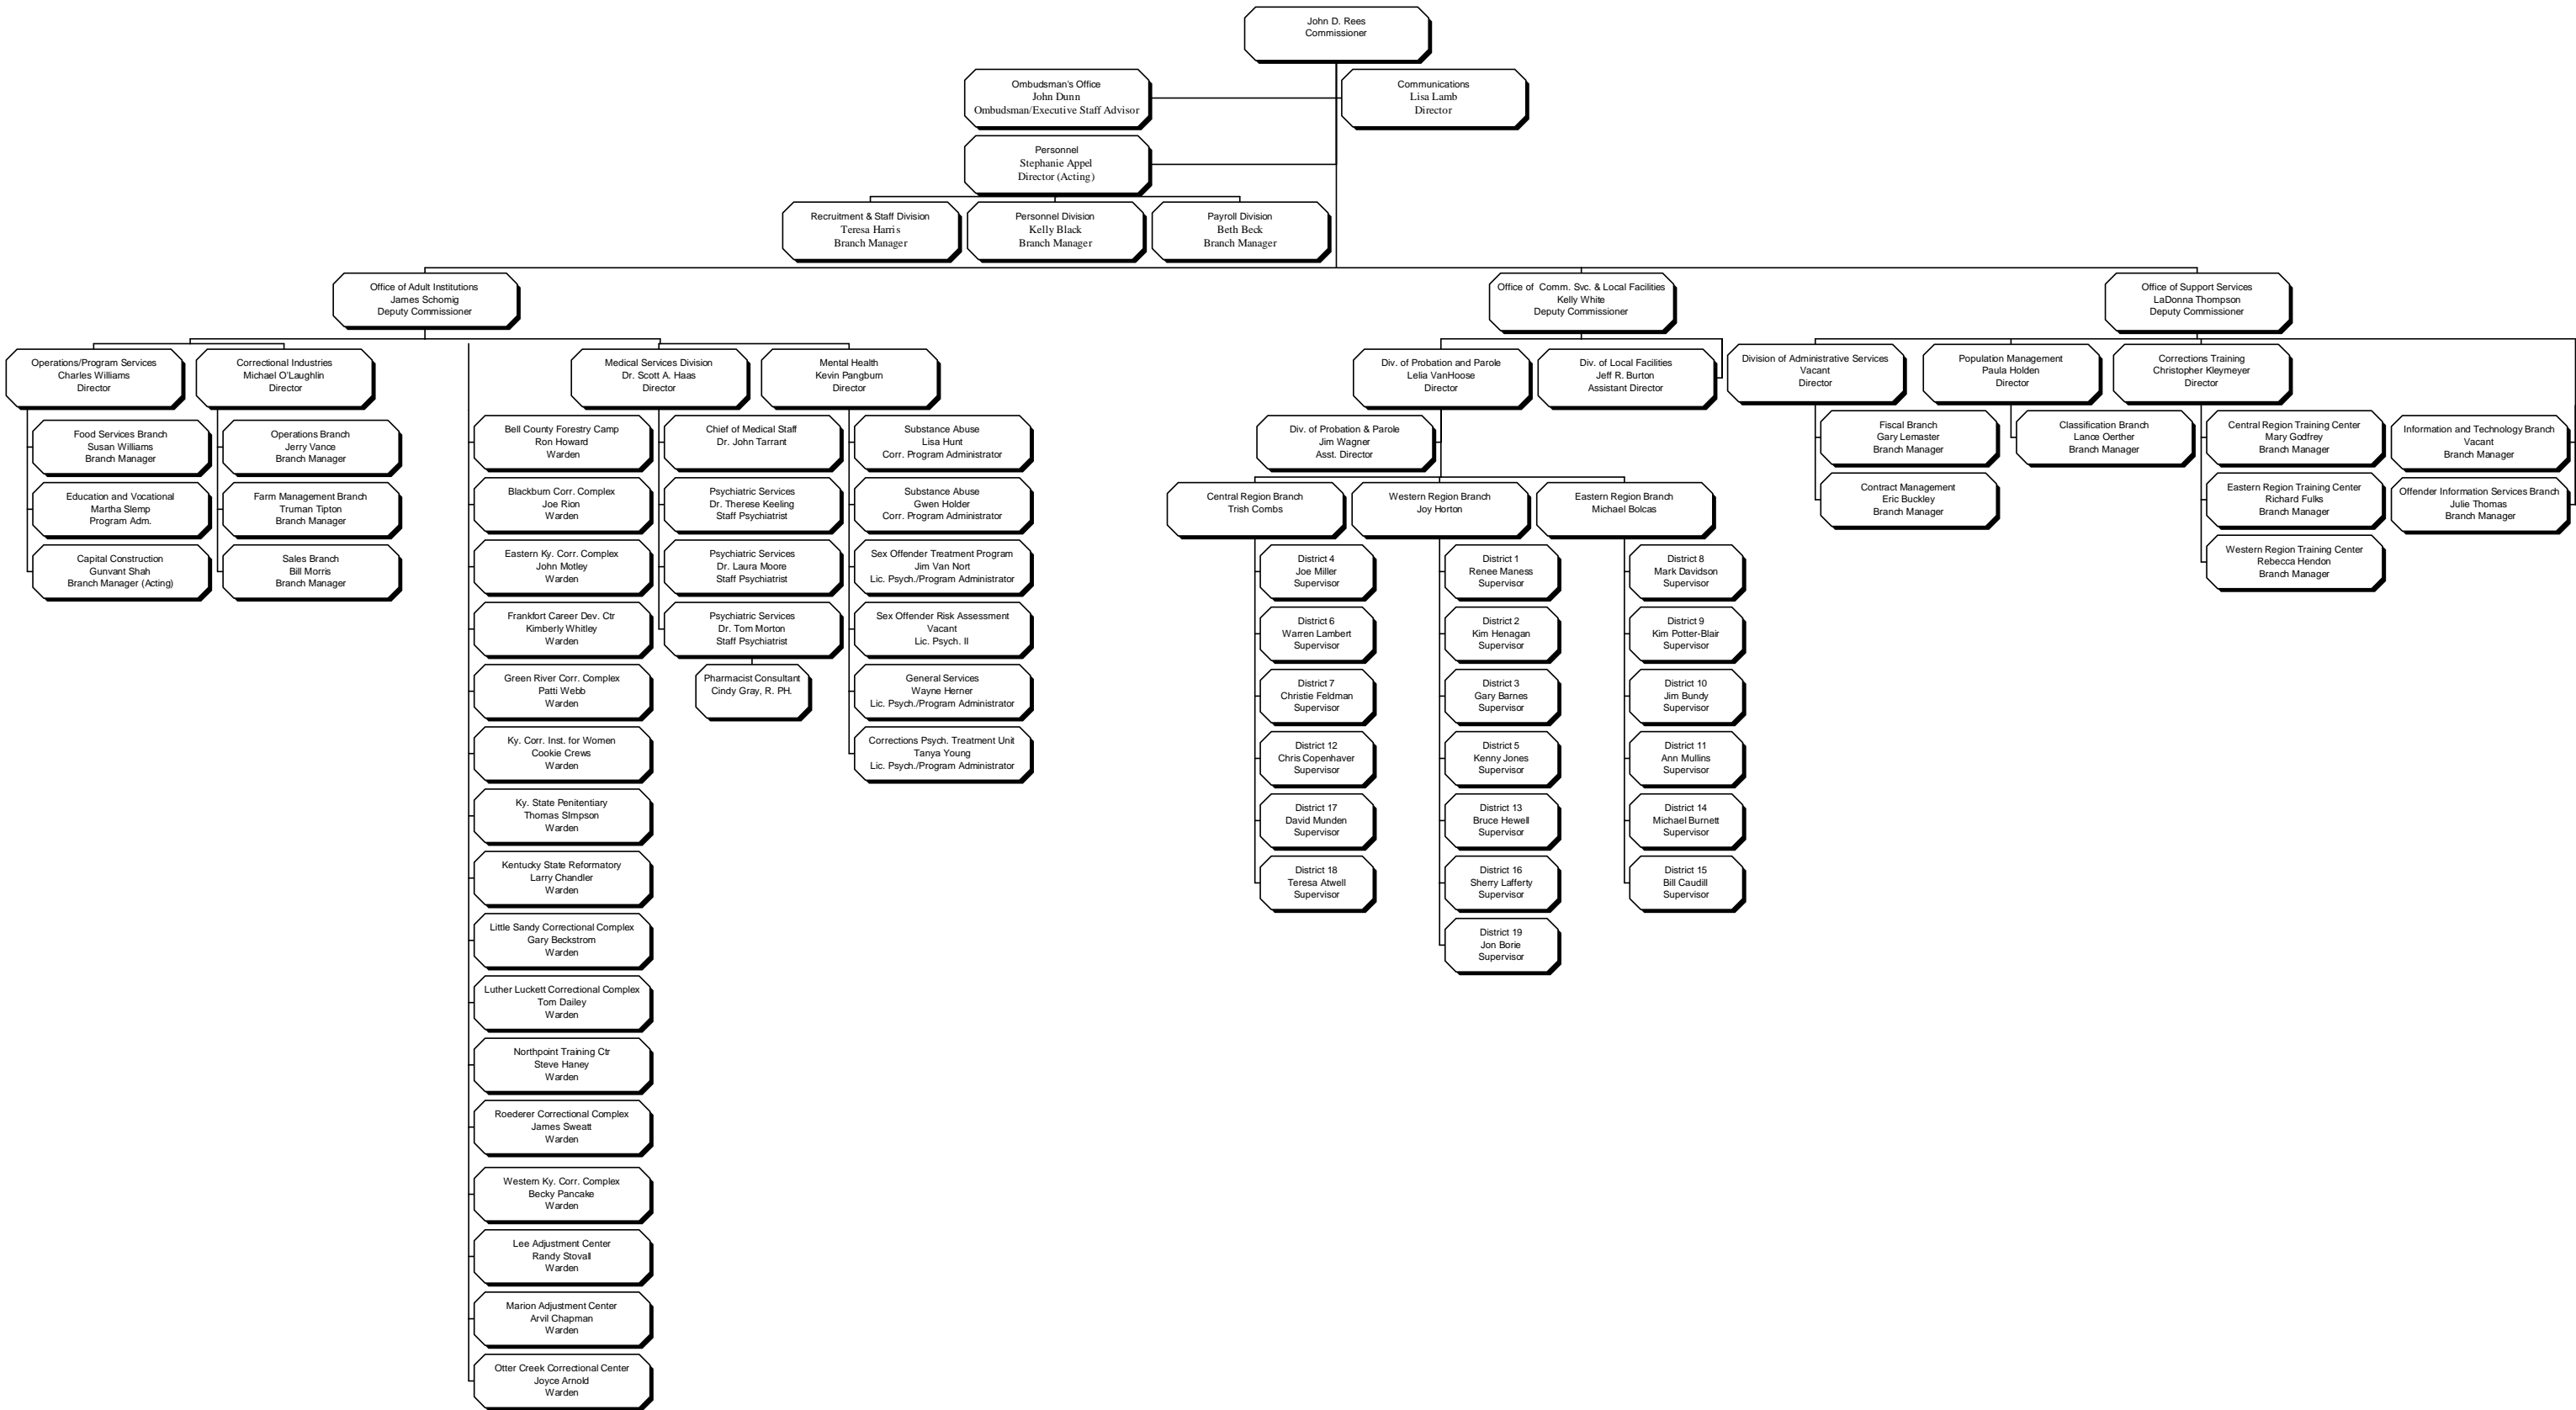 John D. Rees
Commissioner
Ombudsman's Office
John Dunn
Ombudsman/Executive Staff Advisor
Communications
Lisa Lamb
Director
Personnel
Stephanie Appel
Director (Acting)
Recruitment & Staff Division
Teresa Harris
Branch Manager
Personnel Division
Kelly Black
Branch Manager
Payroll Division
Beth Beck
Branch Manager
Office of Adult Institutions
James Schomig
Deputy Commissioner
Office of Comm. Svc. & Local Facilities
Kelly White
Deputy Commissioner
Office of Support Services
LaDonna Thompson
Deputy Commissioner
Operations/Program Services
Charles Williams
Director
Correctional Industries
Michael O'Laughlin
Director
Medical Services Division
Dr. Scott A. Haas
Director
Mental Health
Kevin Pangburn
Director
Div. of Probation and Parole
Lelia VanHoose
Director
Div. of Local Facilities
Jeff R. Burton
Assistant Director
Division of Administrative Services
Vacant
Director
Population Management
Paula Holden
Director
Corrections Training
Christopher Kleymeyer
Director
Food Services Branch
Susan Williams
Branch Manager
Education and Vocational
Martha Slemp
Program Adm.
Capital Construction
Gunvant Shah
Branch Manager (Acting)
Operations Branch
Jerry Vance
Branch Manager
Farm Management Branch
Truman Tipton
Branch Manager
Sales Branch
Bill Morris
Branch Manager
Bell County Forestry Camp
Ron Howard
Warden
Blackburn Corr. Complex
Joe Rion
Warden
Eastern Ky. Corr. Complex
John Motley
Warden
Frankfort Career Dev. Ctr
Kimberly Whitley
Warden
Green River Corr. Complex
Patti Webb
Warden
Ky. Corr. Inst. for Women
Cookie Crews
Warden
Ky. State Penitentiary
Thomas SImpson
Warden
Kentucky State Reformatory
Larry Chandler
Warden
Little Sandy Correctional Complex
Gary Beckstrom
Warden
Luther Luckett Correctional Complex
Tom Dailey
Warden
Northpoint Training Ctr
Steve Haney
Warden
Roederer Correctional Complex
James Sweatt
Warden
Western Ky. Corr. Complex
Becky Pancake
Warden
Lee Adjustment Center
Randy Stovall
Warden
Marion Adjustment Center
Arvil Chapman
Warden
Otter Creek Correctional Center
Joyce Arnold
Warden
Chief of Medical Staff
Dr. John Tarrant
Psychiatric Services
Dr. Therese Keeling
Staff Psychiatrist
Psychiatric Services
Dr. Laura Moore
Staff Psychiatrist
Psychiatric Services
Dr. Tom Morton
Staff Psychiatrist
Pharmacist Consultant
Cindy Gray, R. PH.
Substance Abuse
Lisa Hunt
Corr. Program Administrator
Substance Abuse
Gwen Holder
Corr. Program Administrator
Sex Offender Treatment Program
Jim Van Nort
Lic. Psych./Program Administrator
Sex Offender Risk Assessment
Vacant
Lic. Psych. II
General Services
Wayne Herner
Lic. Psych./Program Administrator
Corrections Psych. Treatment Unit
Tanya Young
Lic. Psych./Program Administrator
Div. of Probation & Parole
Jim Wagner
Asst. Director
Central Region Branch
Trish Combs
Western Region Branch
Joy Horton
Eastern Region Branch
Michael Bolcas
District 4
Joe Miller
Supervisor
District 6
Warren Lambert
Supervisor
District 7
Christie Feldman
Supervisor
District 12
Chris Copenhaver
Supervisor
District 17
David Munden
Supervisor
District 18
Teresa Atwell
Supervisor
District 1
Renee Maness
Supervisor
District 2
Kim Henagan
Supervisor
District 3
Gary Barnes
Supervisor
District 5
Kenny Jones
Supervisor
District 13
Bruce Hewell
Supervisor
District 16
Sherry Lafferty
Supervisor
District 19
Jon Borie
Supervisor
District 8
Mark Davidson
Supervisor
District 9
Kim Potter-Blair
Supervisor
District 10
Jim Bundy
Supervisor
District 11
Ann Mullins
Supervisor
District 14
Michael Burnett
Supervisor
District 15
Bill Caudill
Supervisor
Fiscal Branch
Gary Lemaster
Branch Manager
Contract Management
Eric Buckley
Branch Manager
Classification Branch
Lance Oerther
Branch Manager
Central Region Training Center
Mary Godfrey
Branch Manager
Eastern Region Training Center
Richard Fulks
Branch Manager
Western Region Training Center
Rebecca Hendon
Branch Manager
Information and Technology Branch
Vacant
Branch Manager
Offender Information Services Branch
Julie Thomas
Branch Manager